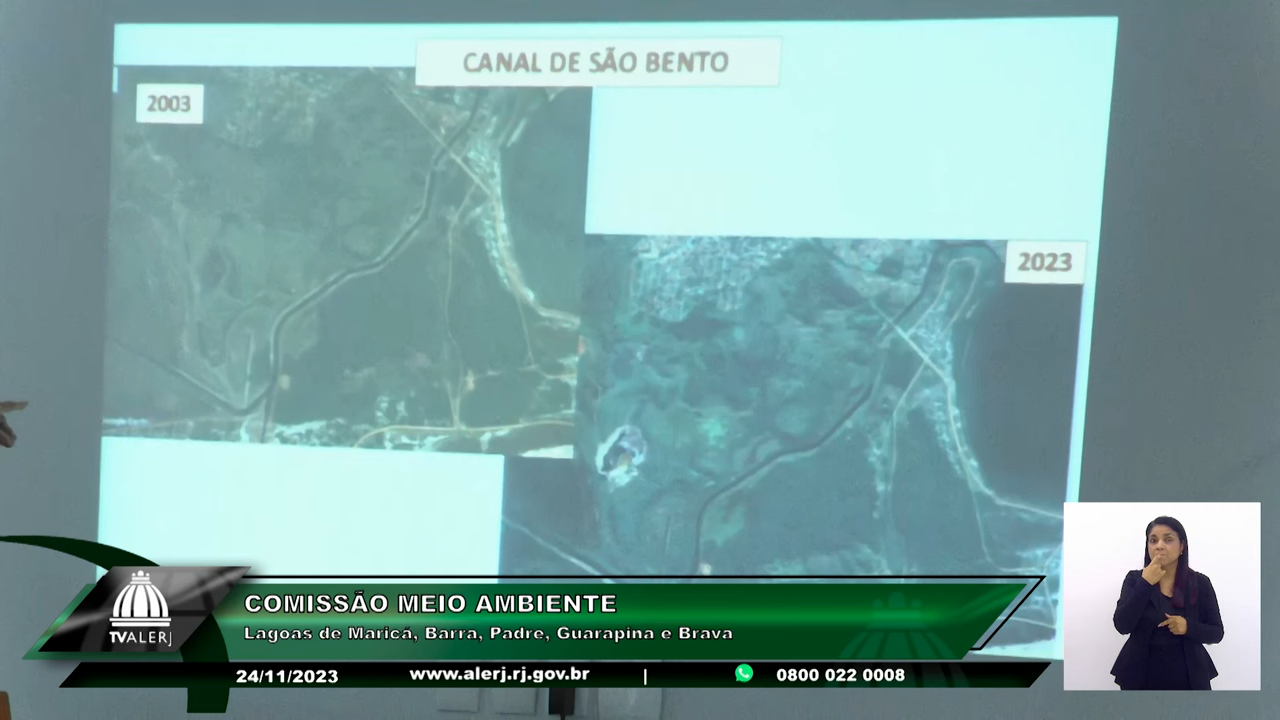 CANAL DE SÃO BENTO
2003
2023
COMISSÃO MEIO AMBIENTE
Lagoas de Maricá, Barra, Padre, Guarapina e Brava
TVALERJ
24/11/2023 www.alerj.rj.gov.br | 0800 022 0008